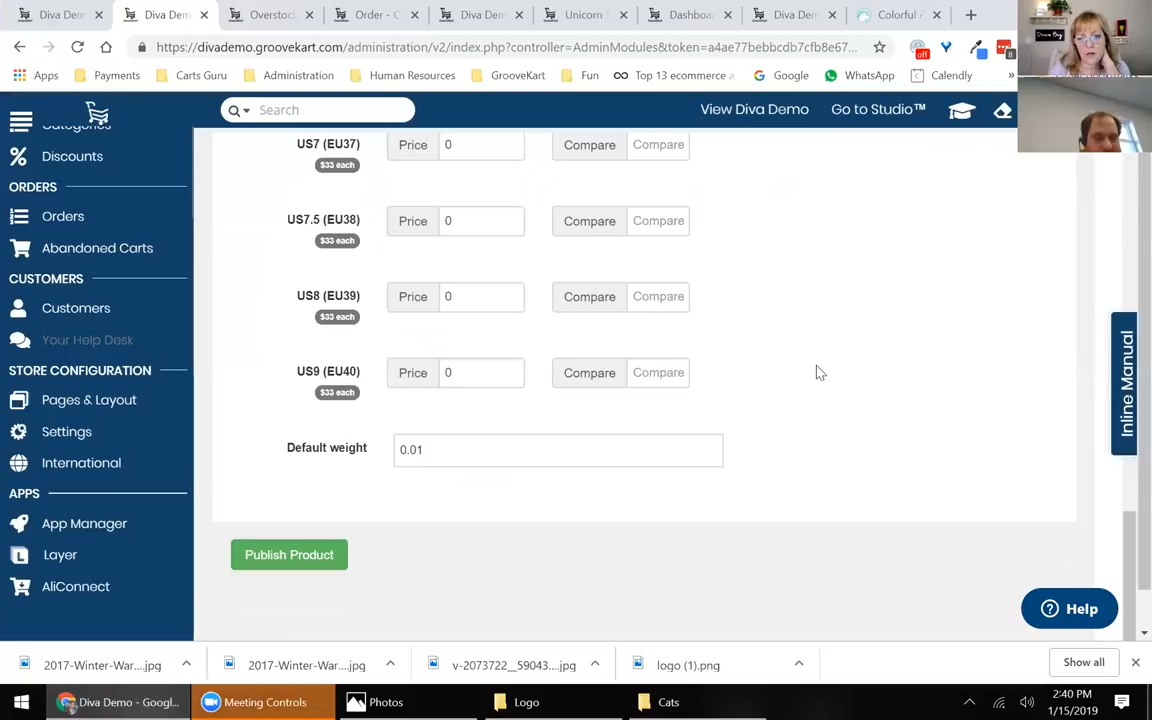 Diva Dem
Diva Dem
Overstock
Order - C
Diva Dem
Unicorn
Dashboar
Diva Dem
Colorful
https://divademo.groovekart.com/administration/v2/index.php?controller=AdminModules&token=a4ae77bebbcdb7cfb8e67...
off
8
Apps
Payments
Carts Guru
Administration
Human Resources
GrooveKart
Fun
Top 13 ecommerce
Google
WhatsApp
Calendly
»
Search
View Diva Demo
Go to Studio™
Categories
Discounts
ORDERS
Orders
Abandoned Carts
CUSTOMERS
Customers
Your Help Desk
STORE CONFIGURATION
Pages & Layout
Settings
International
APPS
App Manager
Layer
AliConnect
US7 (EU37)
$33 each
Price
0
Compare
Compare
US7.5 (EU38)
$33 each
Price
0
Compare
Compare
US8 (EU39)
$33 each
Price
0
Compare
Compare
US9 (EU40)
$33 each
Price
0
Compare
Compare
Default weight
0.01
Publish Product
Inline Manual
Help
2017-Winter-War....jpg
2017-Winter-War....jpg
v-2073722__59043....jpg
logo (1).png
Show all
Diva Demo - Googl...
Meeting Controls
Photos
Logo
Cats
2:40 PM
1/15/2019